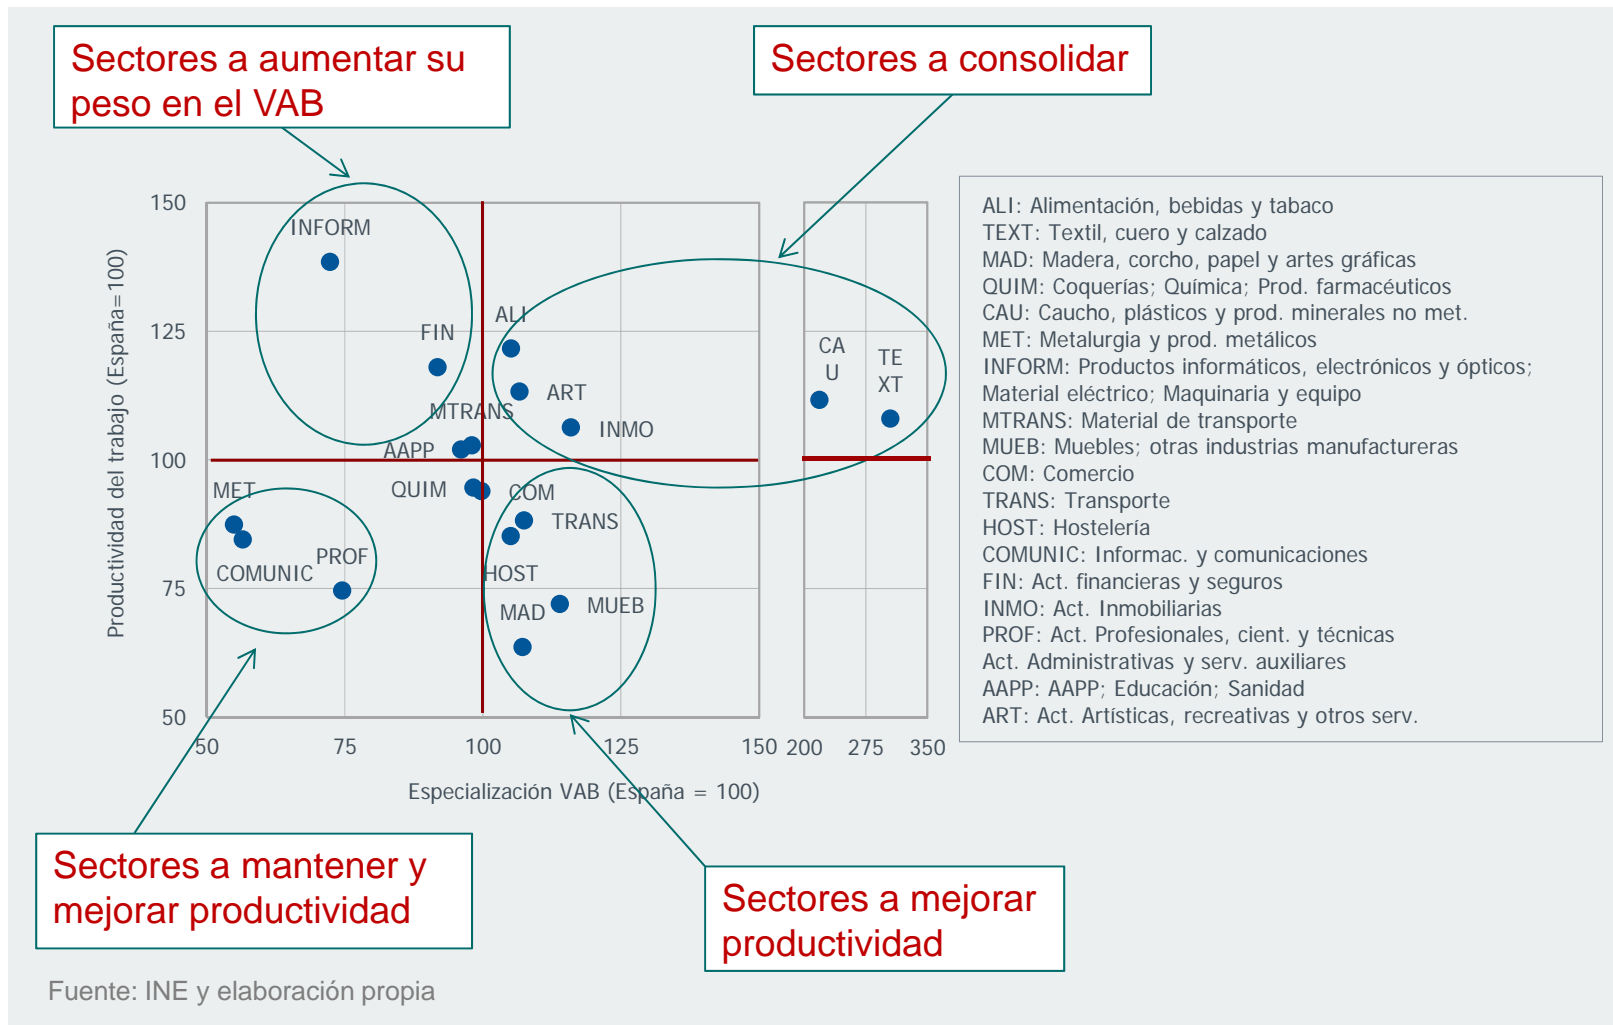 Sectores a aumentar su
peso en el VAB
Sectores a consolidar
Productividad del trabajo (España=100)
150
125
100
75
50
INFORM
FIN
ALI
ART
MTRANS
INMO
AAPP
CA
U
TE
XT
MET
QUIM
COM
TRANS
PROF
COMUNIC
HOST
MAD
MUEB
50
75
100
125
150
200
275
350
Especialización VAB (España = 100)
ALI: Alimentación, bebidas y tabaco
TEXT: Textil, cuero y calzado
MAD: Madera, corcho, papel y artes gráficas
QUIM: Coquerías; Química; Prod. farmacéuticos
CAU: Caucho, plásticos y prod. minerales no met.
MET: Metalurgia y prod. metálicos
INFORM: Productos informáticos, electrónicos y ópticos;
Material eléctrico; Maquinaria y equipo
MTRANS: Material de transporte
MUEB: Muebles; otras industrias manufactureras
COM: Comercio
TRANS: Transporte
HOST: Hostelería
COMUNIC: Informac. y comunicaciones
FIN: Act. financieras y seguros
INMO: Act. Inmobiliarias
PROF: Act. Profesionales, cient. y técnicas
Act. Administrativas y serv. auxiliares
AAPP: AAPP; Educación; Sanidad
ART: Act. Artísticas, recreativas y otros serv.
Sectores a mantener y
mejorar productividad
Sectores a mejorar
productividad
Fuente: INE y elaboración propia